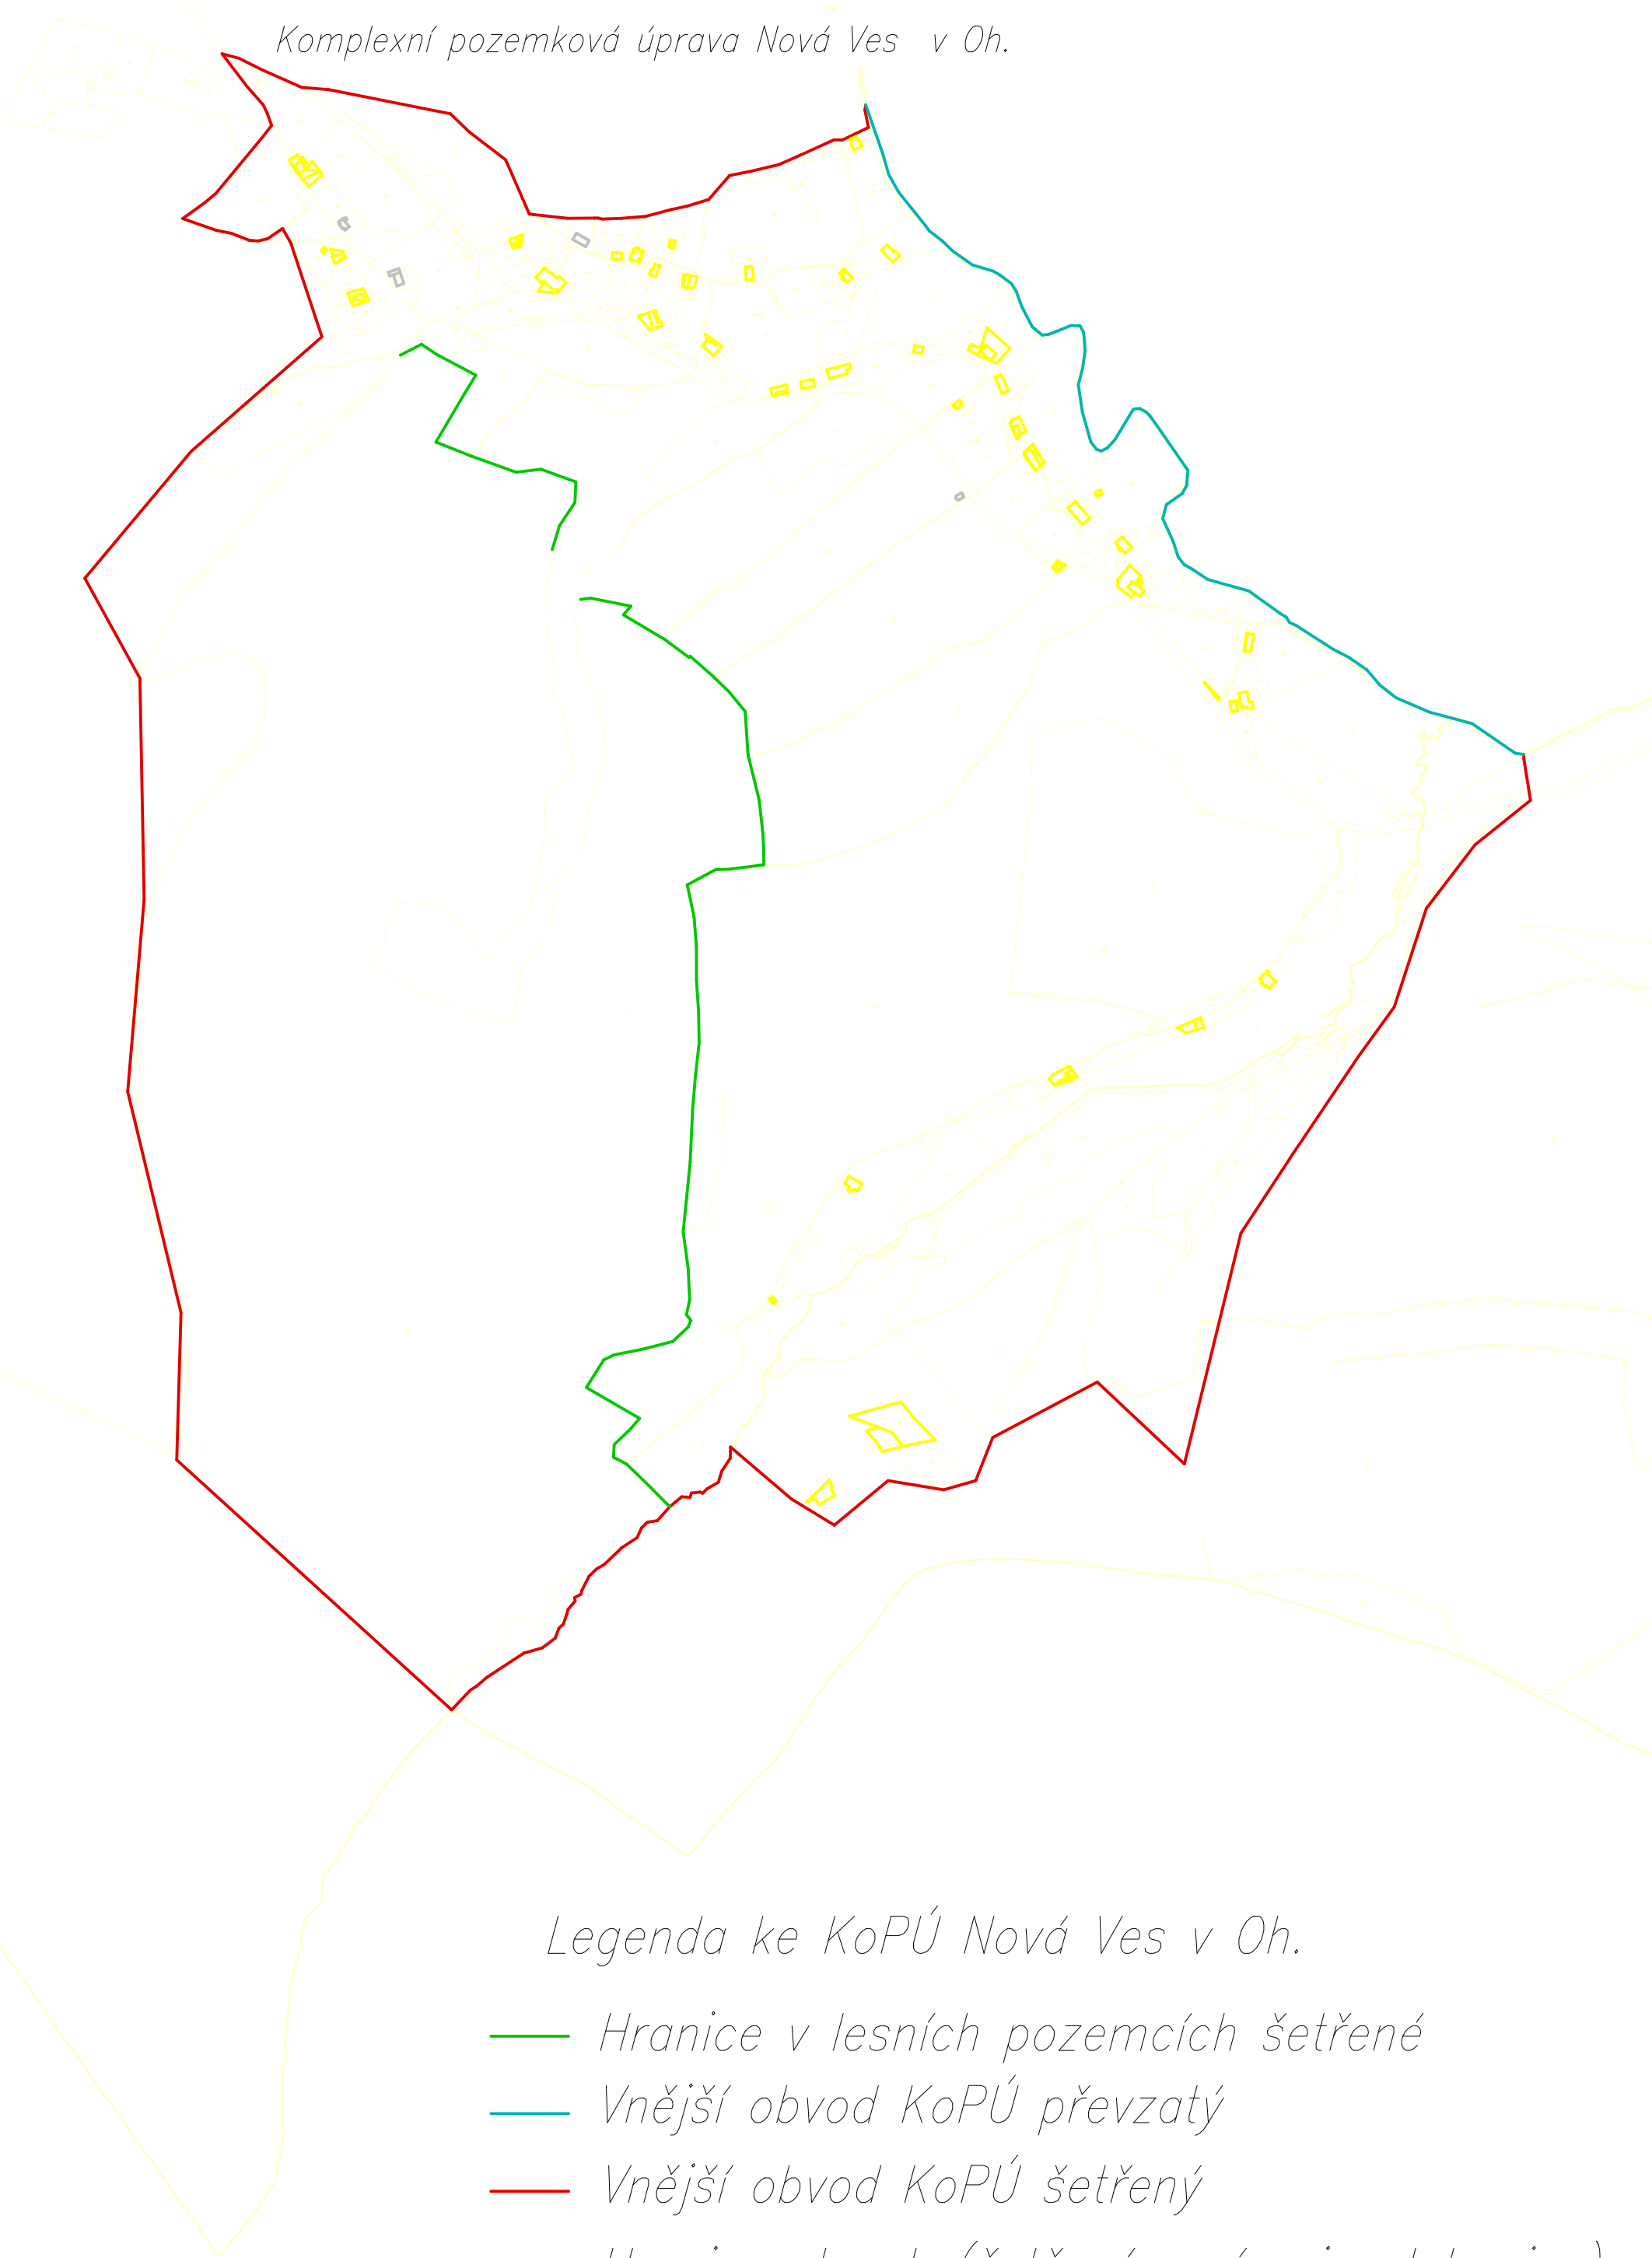 Komplexní pozemková úprava Nová Ves v Oh.
Legenda ke KoPÚ Nová Ves v Oh.
Hranice v lesních pozemcích šetřené
Vnější obvod KoPÚ převzatý
Vnější obvod KoPÚ šetřený